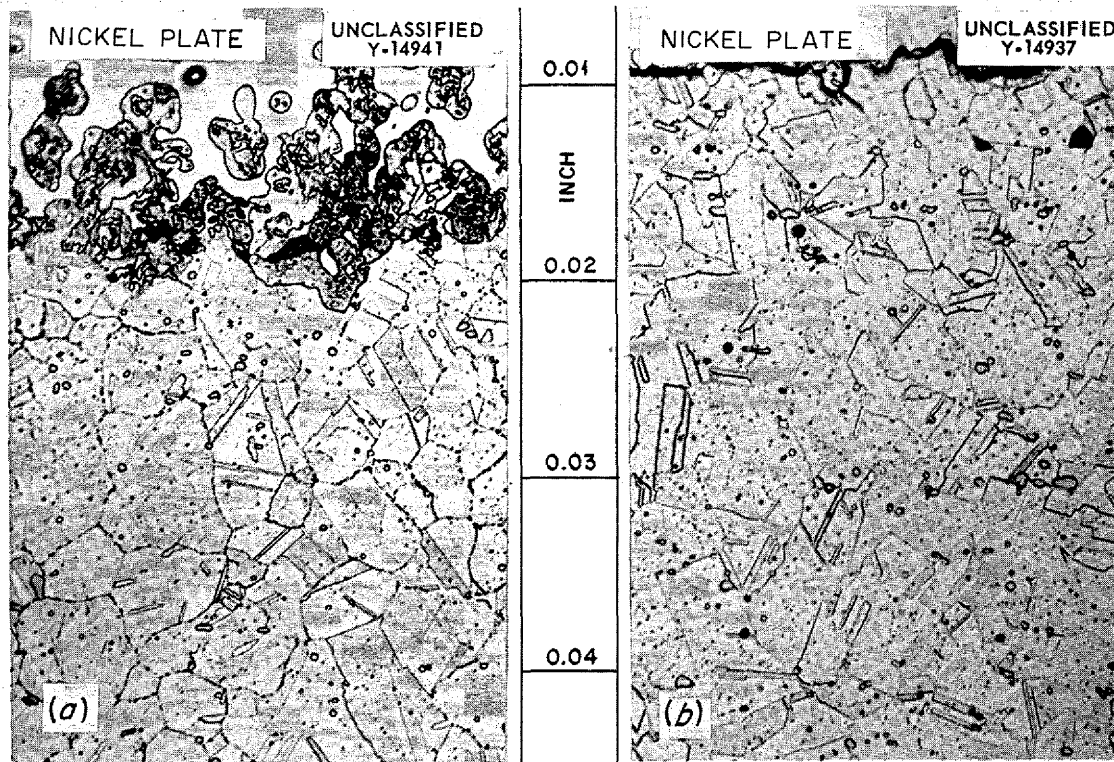 NICKEL PLATE
UNCLASSIFIED
Y-14941
0.01
INCH
0.02
0.03
0.04
NICKEL PLATE
UNCLASSIFIED
Y-14937
(a)
(b)